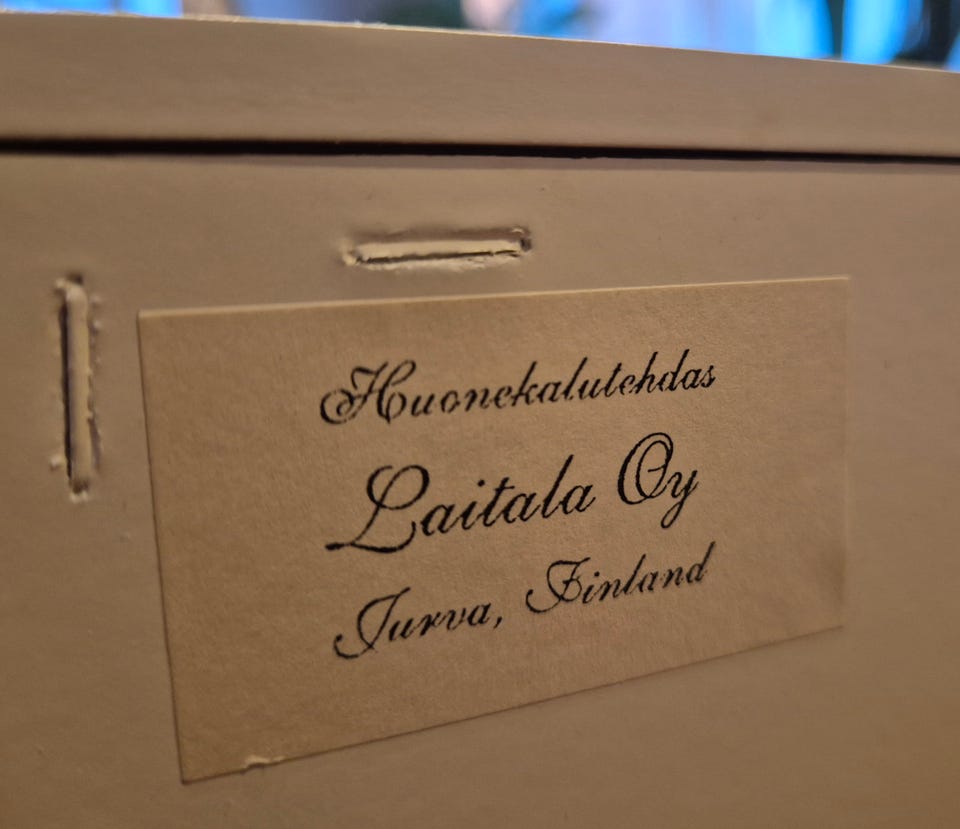 Huonekalutehdas
Laitala Oy
Jurva, Finland